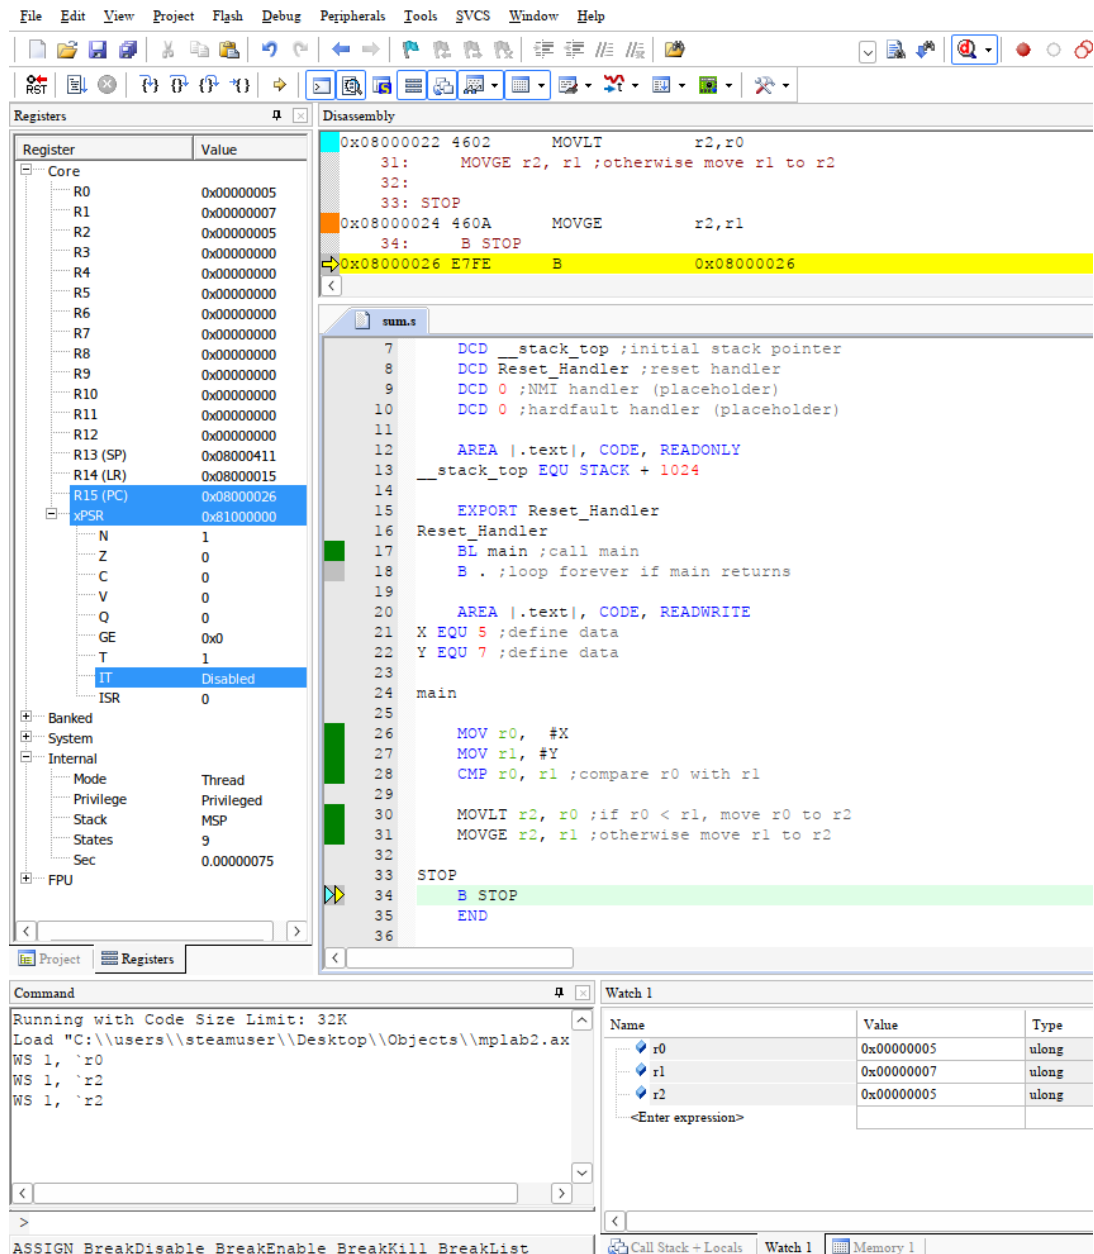 File Edit View Project Flash Debug Peripherals Tools SVCS Window Help
RST
Registers
Register Value
Core
R0 0x00000005
R1 0x00000007
R2 0x00000005
R3 0x00000000
R4 0x00000000
R5 0x00000000
R6 0x00000000
R7 0x00000000
R8 0x00000000
R9 0x00000000
R10 0x00000000
R11 0x00000000
R12 0x00000000
R13 (SP) 0x08000411
R14 (LR) 0x08000015
R15 (PC) 0x08000026
xPSR 0x81000000
N 1
Z 0
C 0
V 0
Q 0
GE 0x0
T 1
IT Disabled
ISR 0
Banked
System
Internal
Mode Thread
Privilege Privileged
Stack MSP
States 9
Sec 0.00000075
FPU
Project Registers
Disassembly
0x08000022 4602 MOVLT r2,r0
31: MOVGE r2, r1 ;otherwise move r1 to r2
32:
33: STOP
0x08000024 460A MOVGE r2,r1
34: B STOP
0x08000026 E7FE B 0x08000026
sum.s
7 DCD __stack_top ;initial stack pointer
8 DCD Reset_Handler ;reset handler
9 DCD 0 ;NMI handler (placeholder)
10 DCD 0 ;hardfault handler (placeholder)
11
12 AREA |.text|, CODE, READONLY
13 __stack_top EQU STACK + 1024
14
15 EXPORT Reset_Handler
16 Reset_Handler
17 BL main ;call main
18 B . ;loop forever if main returns
19
20 AREA |.text|, CODE, READWRITE
21 X EQU 5 ;define data
22 Y EQU 7 ;define data
23
24 main
25
26 MOV r0, #X
27 MOV r1, #Y
28 CMP r0, r1 ;compare r0 with r1
29
30 MOVLT r2, r0 ;if r0 < r1, move r0 to r2
31 MOVGE r2, r1 ;otherwise move r1 to r2
32
33 STOP
34 B STOP
35 END
36
Command
Running with Code Size Limit: 32K
Load "C:\\users\\steamuser\\Desktop\\Objects\\mplab2.ax
WS 1, `r0
WS 1, `r2
WS 1, `r2
>
ASSIGN BreakDisable BreakEnable BreakKill BreakList
Watch 1
Name Value Type
r0 0x00000005 ulong
r1 0x00000007 ulong
r2 0x00000005 ulong
<Enter expression>
Call Stack + Locals Watch 1 Memory 1